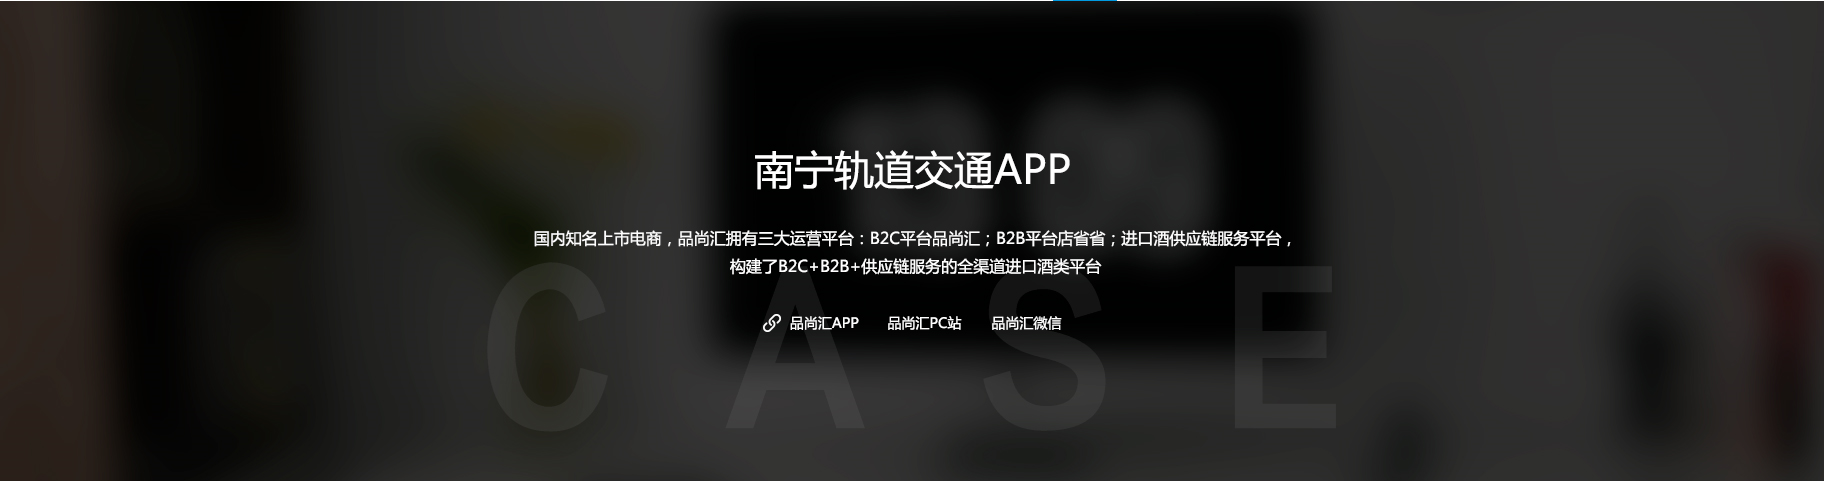 南宁轨道交通APP
国内知名上市电商，品尚汇拥有三大运营平台：B2C平台品尚汇；B2B平台店省省；进口酒供应链服务平台，
构建了B2C+B2B+供应链服务的全渠道进口酒类平台
CASE
品尚汇APP 品尚汇PC站 品尚汇微信